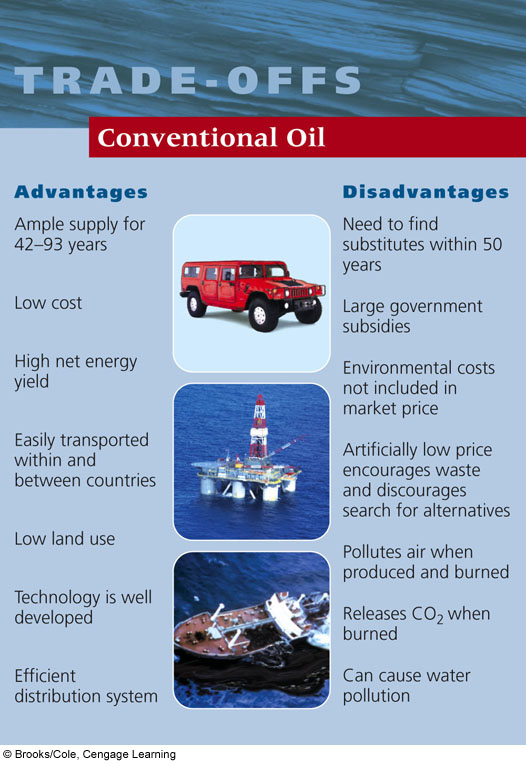 TRADE-OFFS
Conventional Oil
Advantages
Ample supply for
42–93 years
Low cost
High net energy
yield
Easily transported
within and
between countries
Low land use
Technology is well
developed
Efficient
distribution system
Disadvantages
Need to find
substitutes within 50
years
Large government
subsidies
Environmental costs
not included in
market price
Artificially low price
encourages waste
and discourages
search for alternatives
Pollutes air when
produced and burned
Releases CO₂ when
burned
Can cause water
pollution
© Brooks/Cole, Cengage Learning